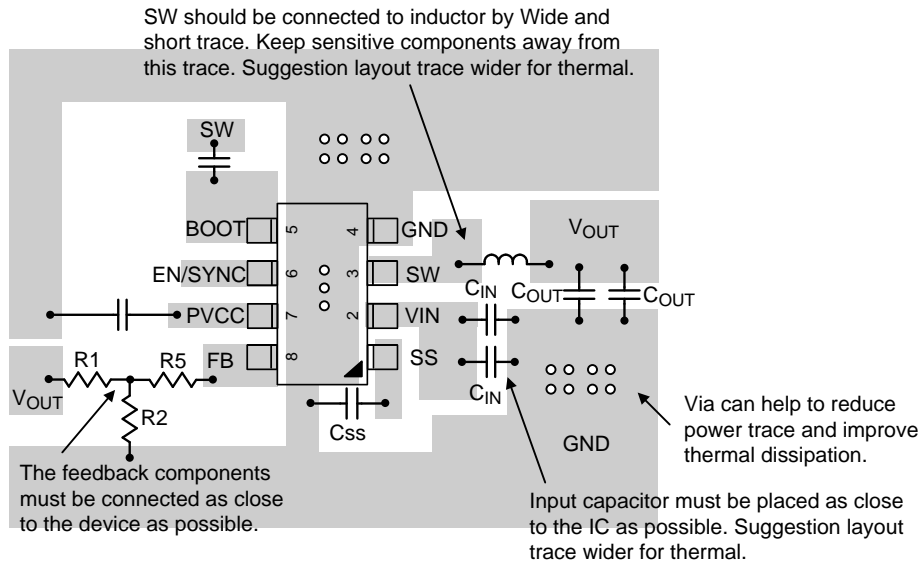 SW should be connected to inductor by Wide and
short trace. Keep sensitive components away from
this trace. Suggestion layout trace wider for thermal.
SW
BOOT
5
4
GND
VOUT
EN/SYNC
6
3
SW
CIN
COUT
COUT
PVCC
7
2
VIN
R1
R5
FB
8
SS
VOUT
R2
CSS
CIN
GND
Via can help to reduce
power trace and improve
thermal dissipation.
The feedback components
must be connected as close
to the device as possible.
Input capacitor must be placed as close
to the IC as possible. Suggestion layout
trace wider for thermal.